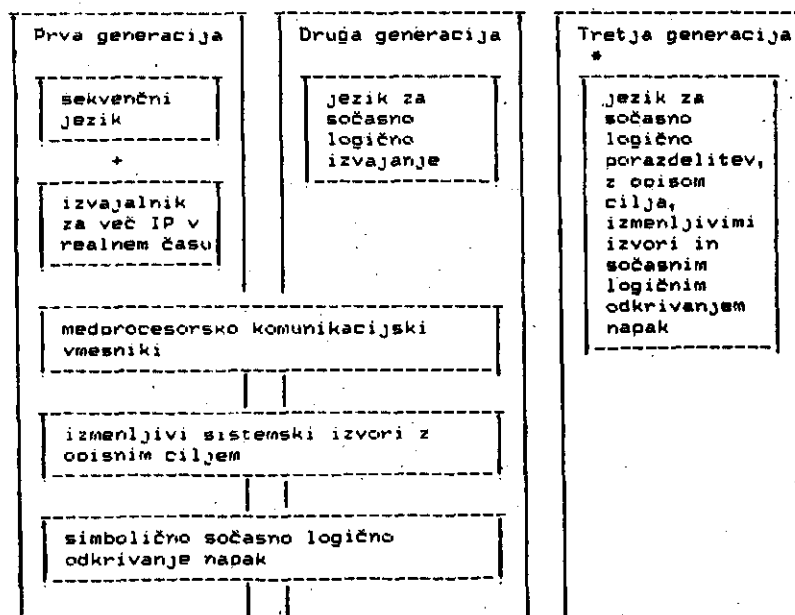 Prva generacija
sekvenčni
jezik
+
izvajalnik
za več IP v
realnem času
Druga generacija
jezik za
sočasno
logično
izvajanje
medprocesorsko komunikacijski
vmesniki
izmenljivi sistemski izvori z
opisnim ciljem
simbolično sočasno logično
odkrivanje napak
Tretja generacija
*
jezik za
sočasno
logično
porazdelitev,
z opisom
cilja,
izmenljivimi
izvori in
sočasnim
logičnim
odkrivanjem
napak